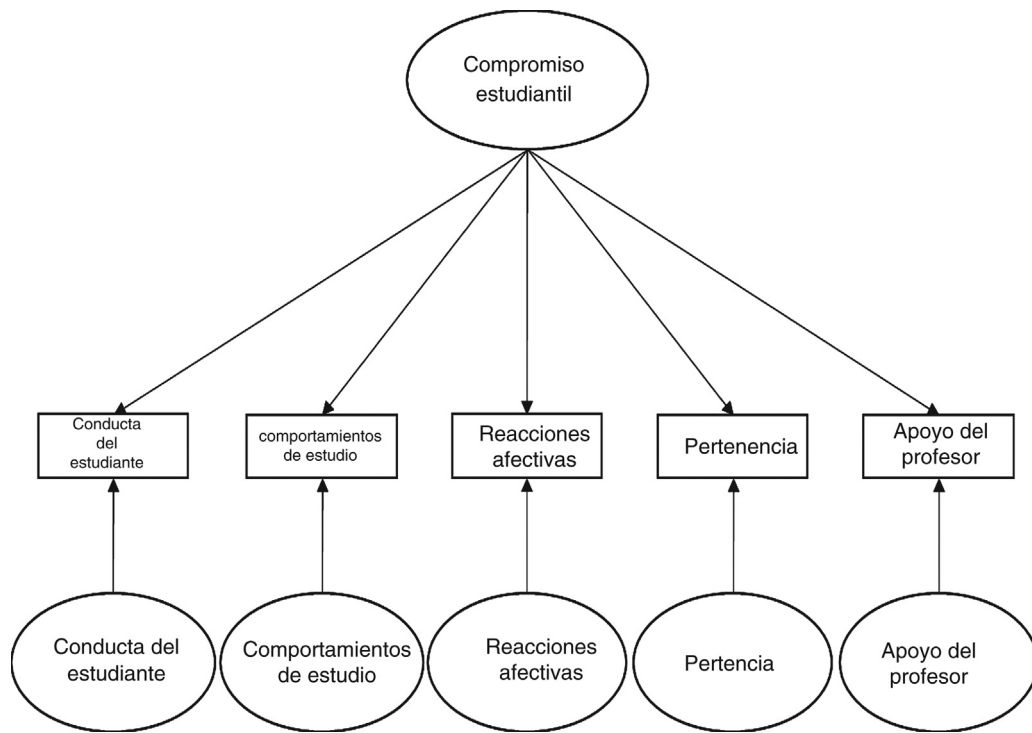 Compromiso
estudiantil
Conducta
del
estudiante
comportamientos
de estudio
Reacciones
afectivas
Pertenencia
Apoyo del
profesor
Conducta del
estudiante
Comportamientos
de estudio
Reacciones
afectivas
Pertencia
Apoyo del
profesor